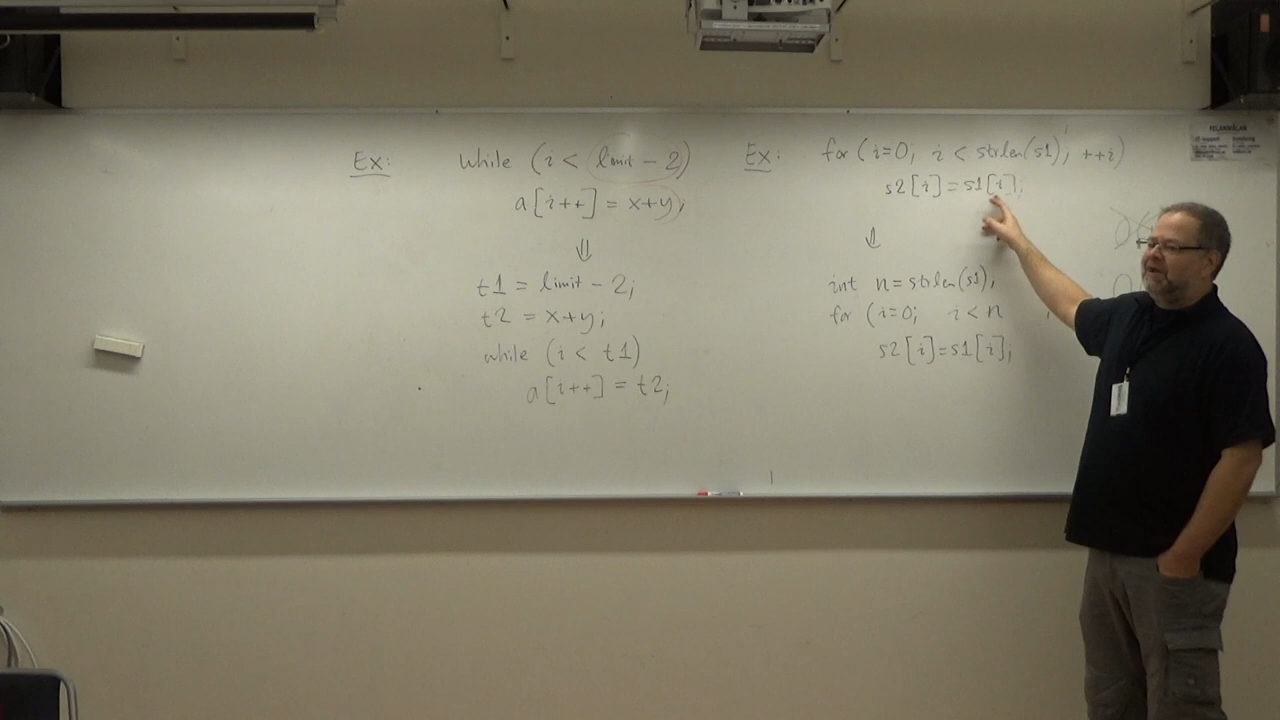 Ex: while (i < limit - 2)
a[i++] = x+y;
⇓
t1 = limit - 2;
t2 = x+y;
while (i < t1)
a[i++] = t2;
Ex: for (i=0; i < strlen(s1); ++i)
s2[i] = s1[i];
⇓
int n = strlen(s1);
for (i=0; i < n ;
s2[i] = s1[i];
FELANMÄLAN